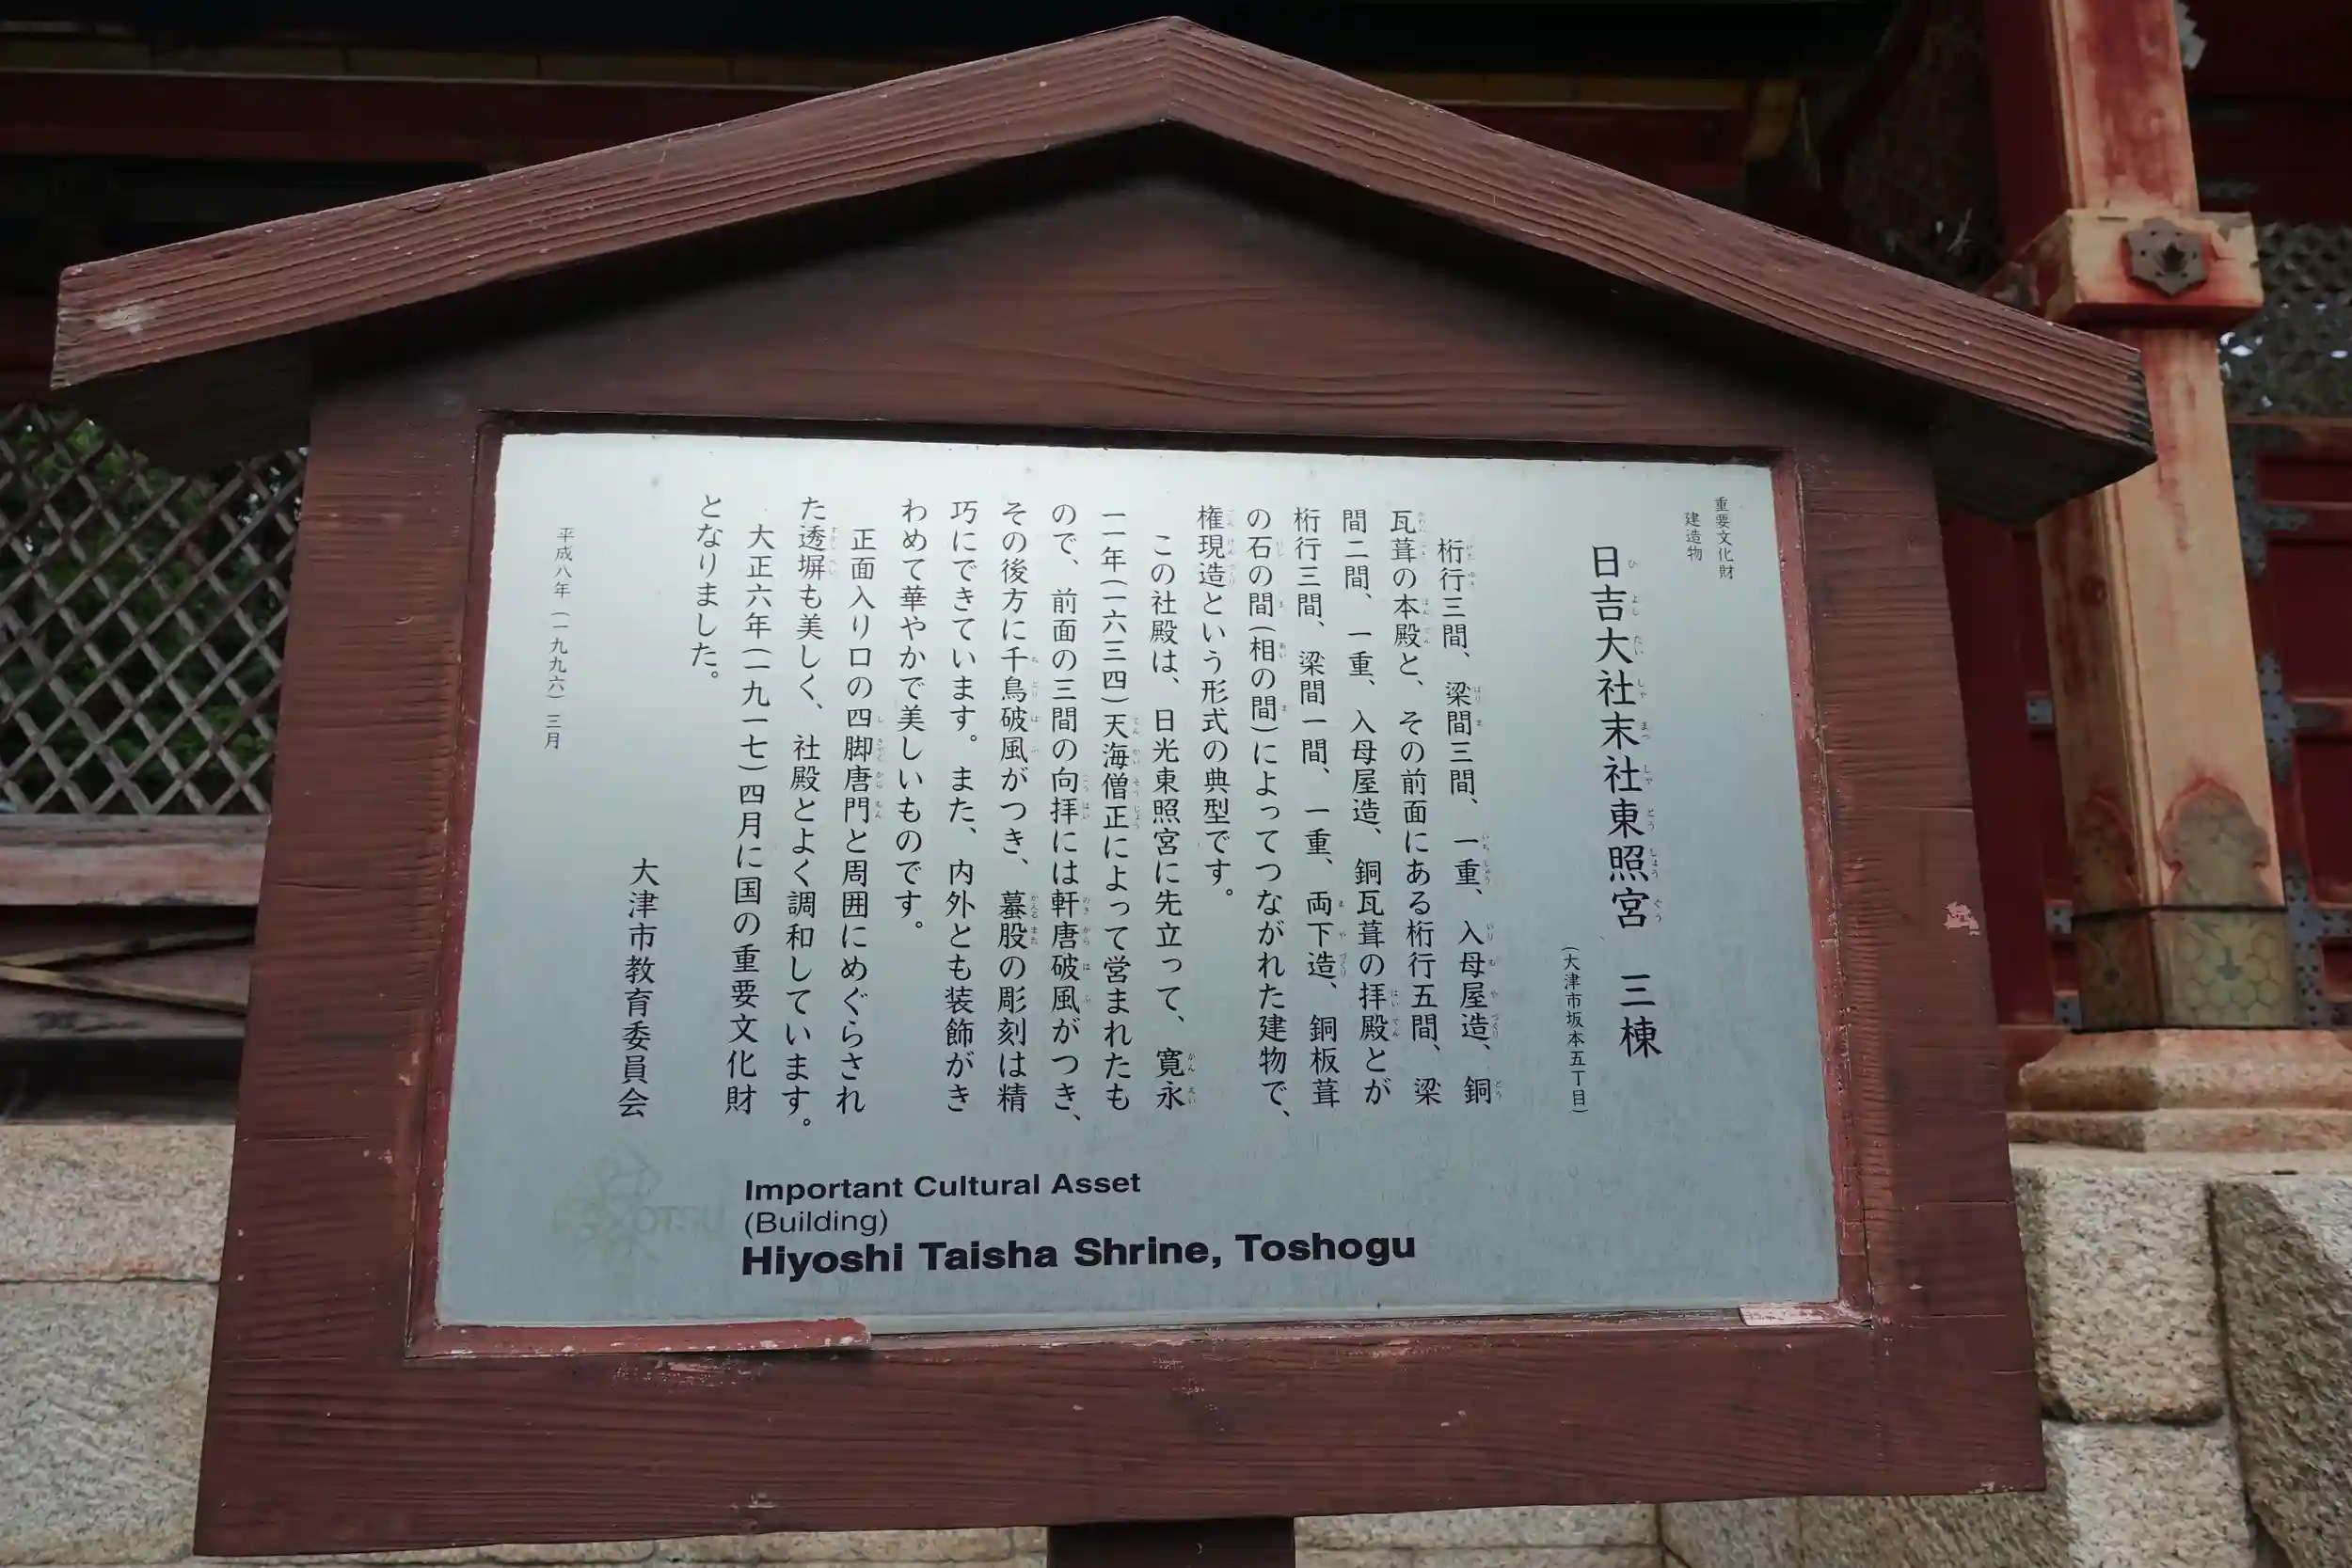 重要文化財
建造物
日吉大社末社東照宮 三棟
(大津市坂本五丁目)
桁行三間、梁間三間、一重、入母屋造、銅
瓦葺の本殿と、その前面にある桁行五間、梁
間二間、一重、入母屋造、銅瓦葺の拝殿とが
桁行三間、梁間一間、一重、両下造、銅板葺
の石の間(相の間)によってつながれた建物で、
権現造という形式の典型です。
この社殿は、日光東照宮に先立って、寛永
一一年(一六三四)天海僧正によって営まれたも
ので、前面の三間の向拝には軒唐破風がつき、
その後方に千鳥破風がつき、蟇股の彫刻は精
巧にできています。また、内外とも装飾がき
わめて華やかで美しいものです。
正面入り口の四脚唐門と周囲にめぐらされ
た透塀も美しく、社殿とよく調和しています。
大正六年(一九一七)四月に国の重要文化財
となりました。
大津市教育委員会
平成八年(一九九六)三月
Important Cultural Asset
(Building)
Hiyoshi Taisha Shrine, Toshogu